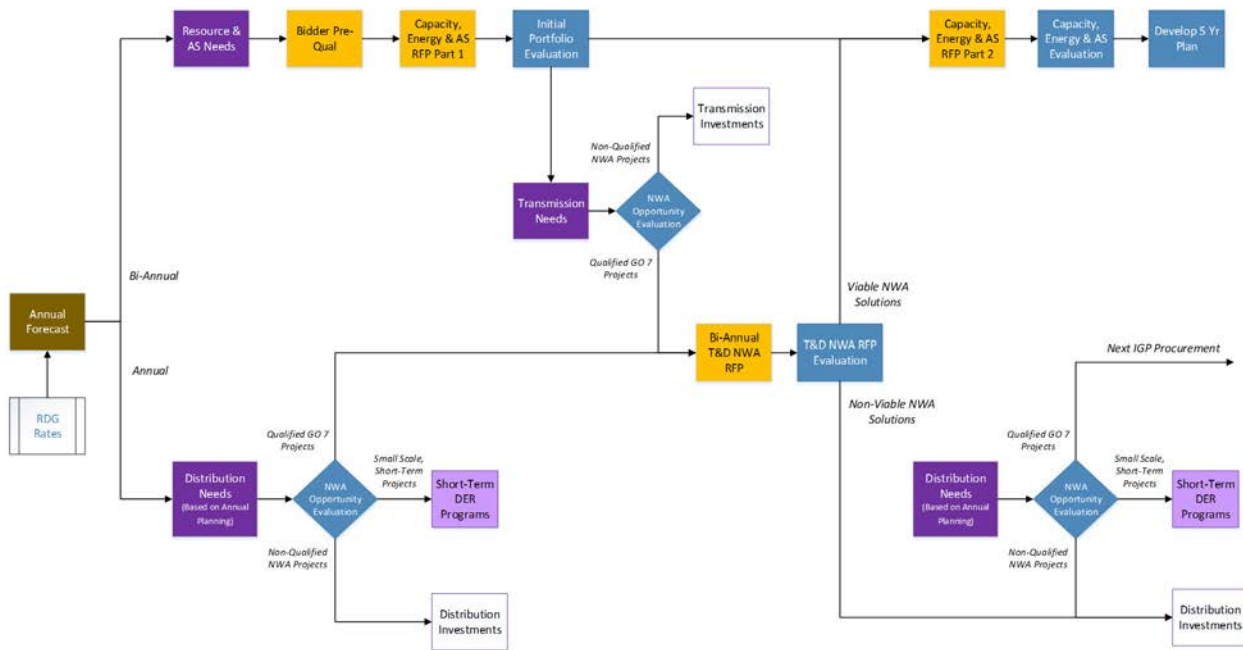 Resource &
AS Needs
Bidder Pre-
Qual
Capacity,
Energy & AS
RFP Part 1
Initial
Portfolio
Evaluation
Capacity,
Energy & AS
RFP Part 2
Capacity,
Energy & AS
Evaluation
Develop 5 Yr
Plan
Transmission
Investments
Non-Qualified
NWA Projects
Transmission
Needs
NWA
Opportunity
Evaluation
Qualified GO 7
Projects
Bi-Annual
Viable NWA
Solutions
Annual
Forecast
Bi-Annual
T&D NWA
RFP
T&D NWA RFP
Evaluation
Next IGP Procurement
Annual
RDG
Rates
Non-Viable NWA
Solutions
Qualified GO 7
Projects
Small Scale,
Short-Term
Projects
Distribution
Needs
(Based on Annual
Planning)
NWA
Opportunity
Evaluation
Short-Term
DER
Programs
Non-Qualified
NWA Projects
Distribution
Investments
Qualified GO 7
Projects
Small Scale,
Short-Term
Projects
Distribution
Needs
(Based on Annual
Planning)
NWA
Opportunity
Evaluation
Short-Term
DER
Programs
Non-Qualified
NWA Projects
Distribution
Investments